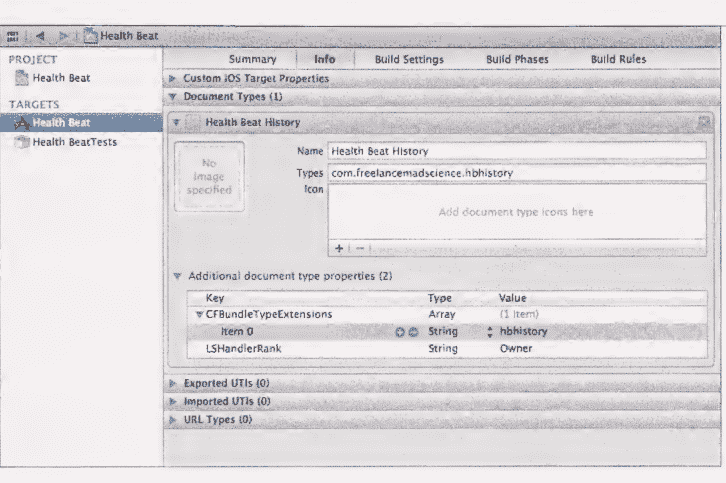 Health Beat
PROJECT
Health Beat
TARGETS
Health Beat
Health BeatTests
Summary Info Build Settings Build Phases Build Rules
Custom iOS Target Properties
Document Types (1)
Health Beat History
No
image
specified
Name Health Beat History
Types com.freelancemadscience.hbhistory
Icon
Add document type icons here
+ −
Additional document type properties (2)
Key Type Value
CFBundleTypeExtensions Array (1 item)
Item 0 String hbhistory
LSHandlerRank String Owner
Exported UTIs (0)
Imported UTIs (0)
URL Types (0)